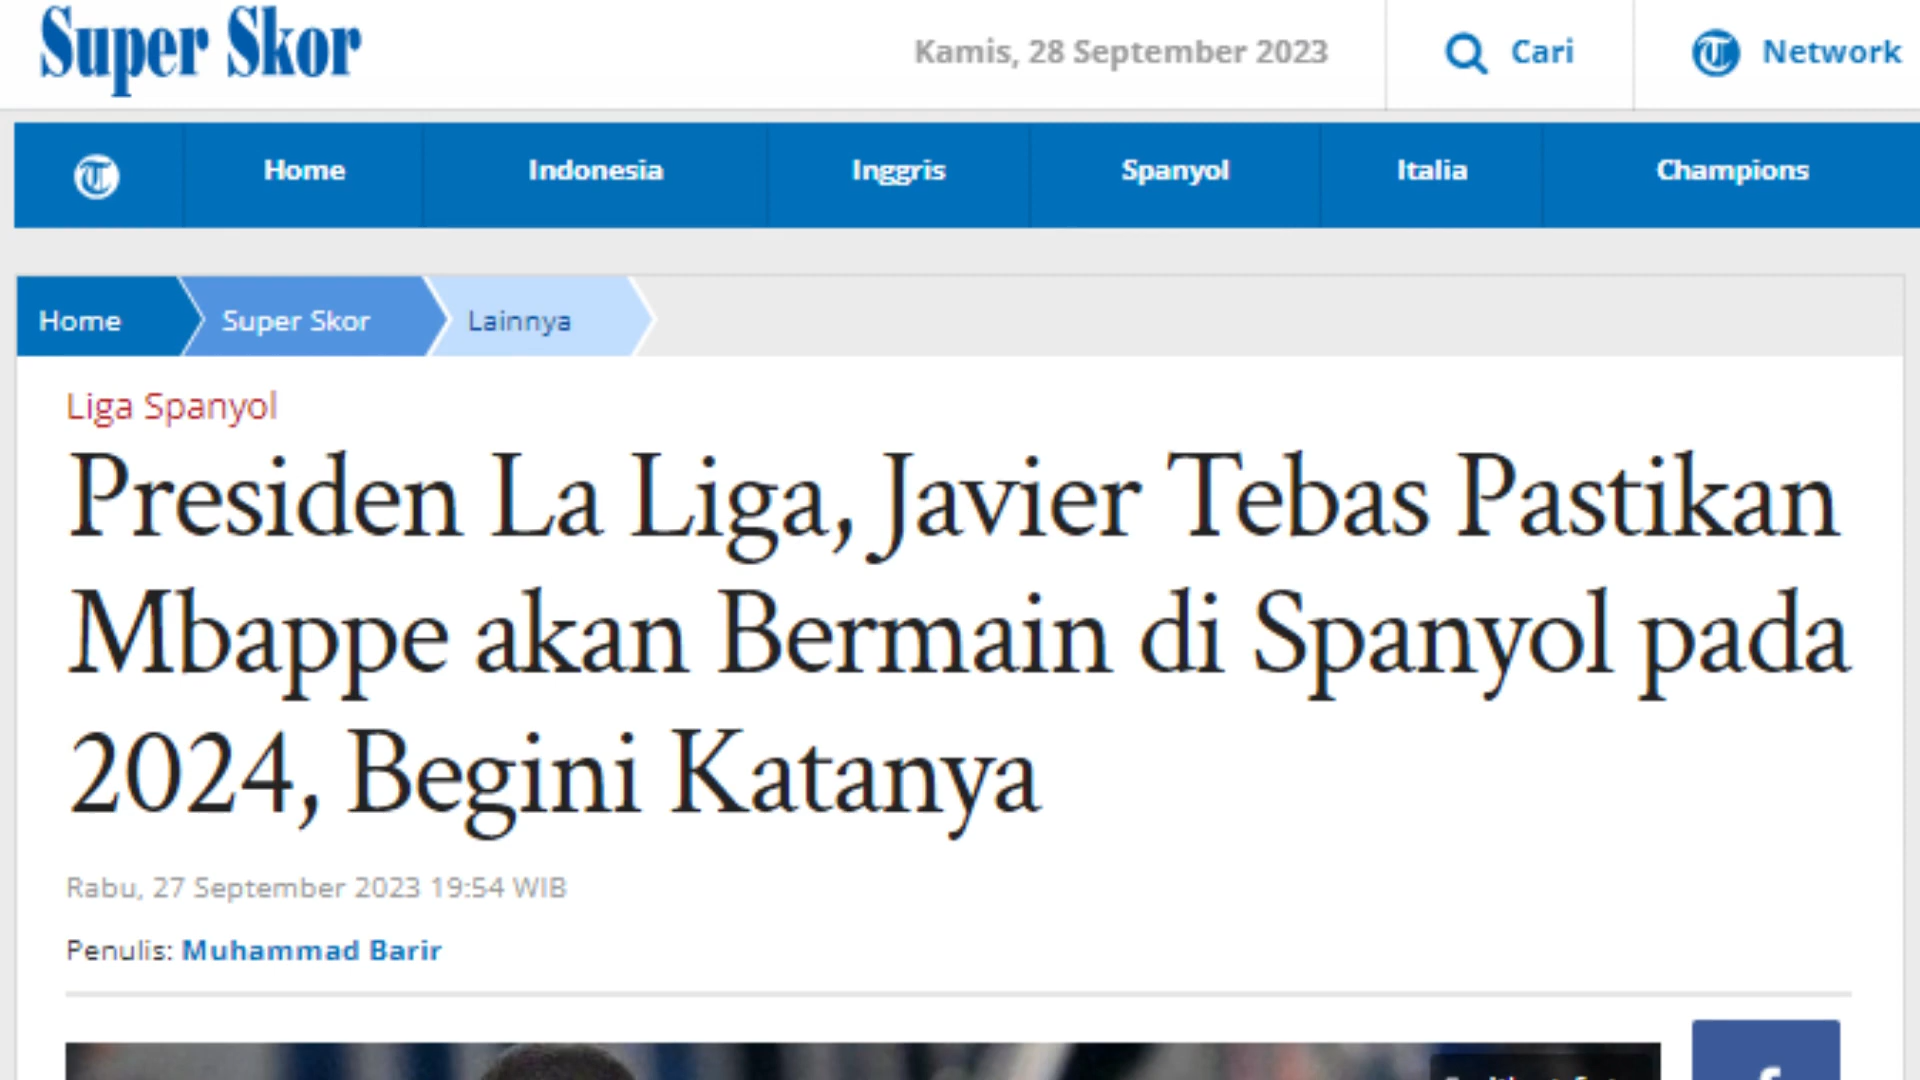 Super Skor
Kamis, 28 September 2023
Cari
Network
Home
Indonesia
Inggris
Spanyol
Italia
Champions
Home
Super Skor
Lainnya
Liga Spanyol
Presiden La Liga, Javier Tebas Pastikan
Mbappe akan Bermain di Spanyol pada
2024, Begini Katanya
Rabu, 27 September 2023 19:54 WIB
Penulis: Muhammad Barir